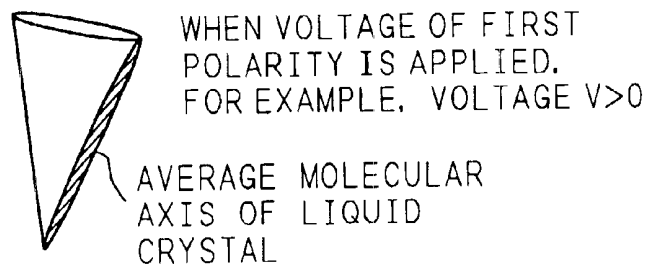 WHEN VOLTAGE OF FIRST
POLARITY IS APPLIED.
FOR EXAMPLE. VOLTAGE V>0
AVERAGE MOLECULAR
AXIS OF LIQUID
CRYSTAL